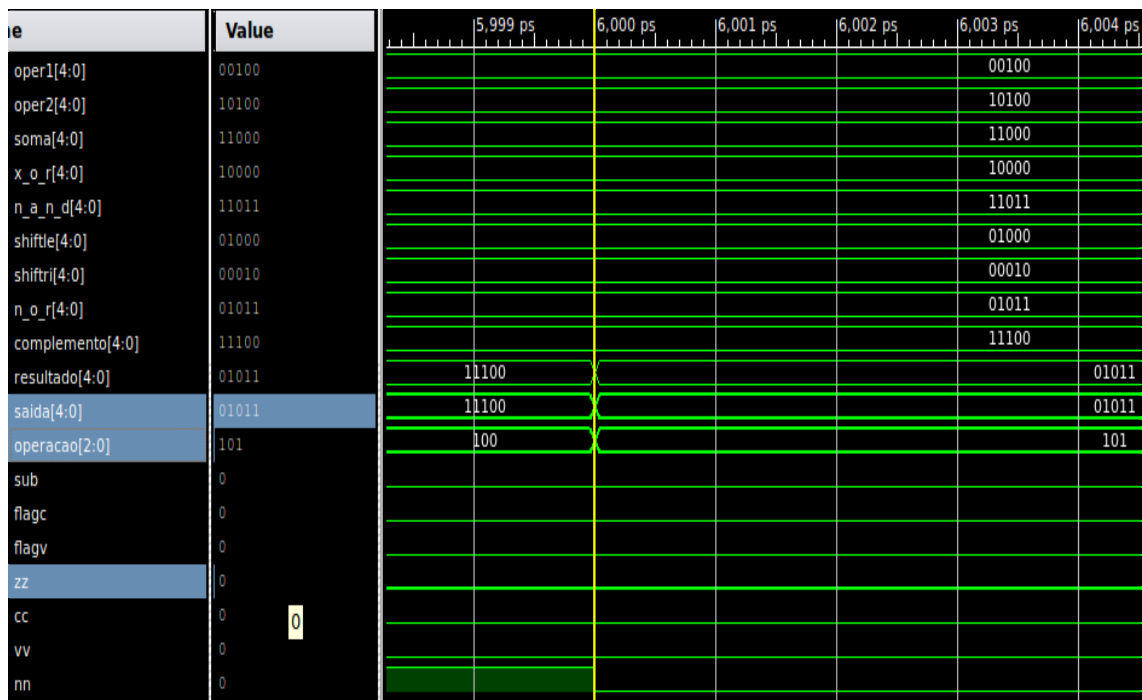 ne Value 5,999 ps 6,000 ps 6,001 ps 6,002 ps 6,003 ps 6,004 ps
oper1[4:0] 00100 00100
oper2[4:0] 10100 10100
soma[4:0] 11000 11000
x_o_r[4:0] 10000 10000
n_a_n_d[4:0] 11011 11011
shiftle[4:0] 01000 01000
shiftri[4:0] 00010 00010
n_o_r[4:0] 01011 01011
complemento[4:0] 11100 11100
resultado[4:0] 01011 11100 01011
saida[4:0] 01011 11100 01011
operacao[2:0] 101 100 101
sub 0
flagc 0
flagv 0
zz 0
cc 0 0
vv 0
nn 0